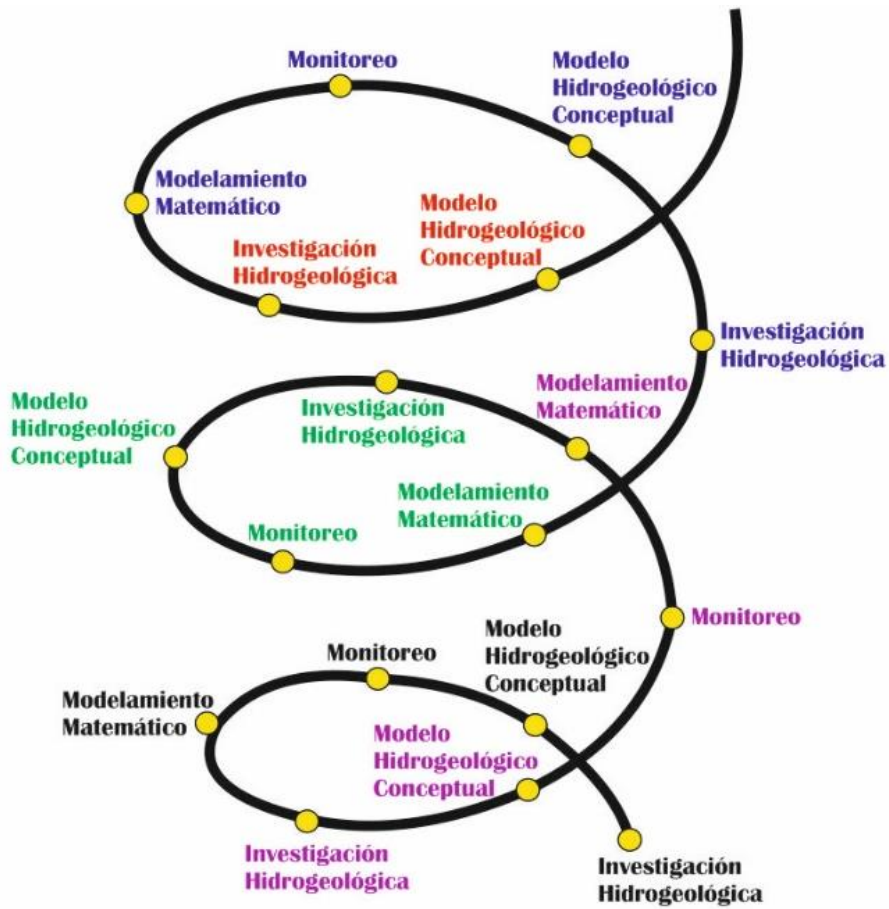 Monitoreo
Modelo
Hidrogeológico
Conceptual
Modelamiento
Matemático
Modelo
Hidrogeológico
Conceptual
Investigación
Hidrogeológica
Investigación
Hidrogeológica
Modelamiento
Matemático
Investigación
Hidrogeológica
Modelo
Hidrogeológico
Conceptual
Modelamiento
Matemático
Monitoreo
Monitoreo
Modelo
Hidrogeológico
Conceptual
Monitoreo
Modelamiento
Matemático
Modelo
Hidrogeológico
Conceptual
Investigación
Hidrogeológica
Investigación
Hidrogeológica